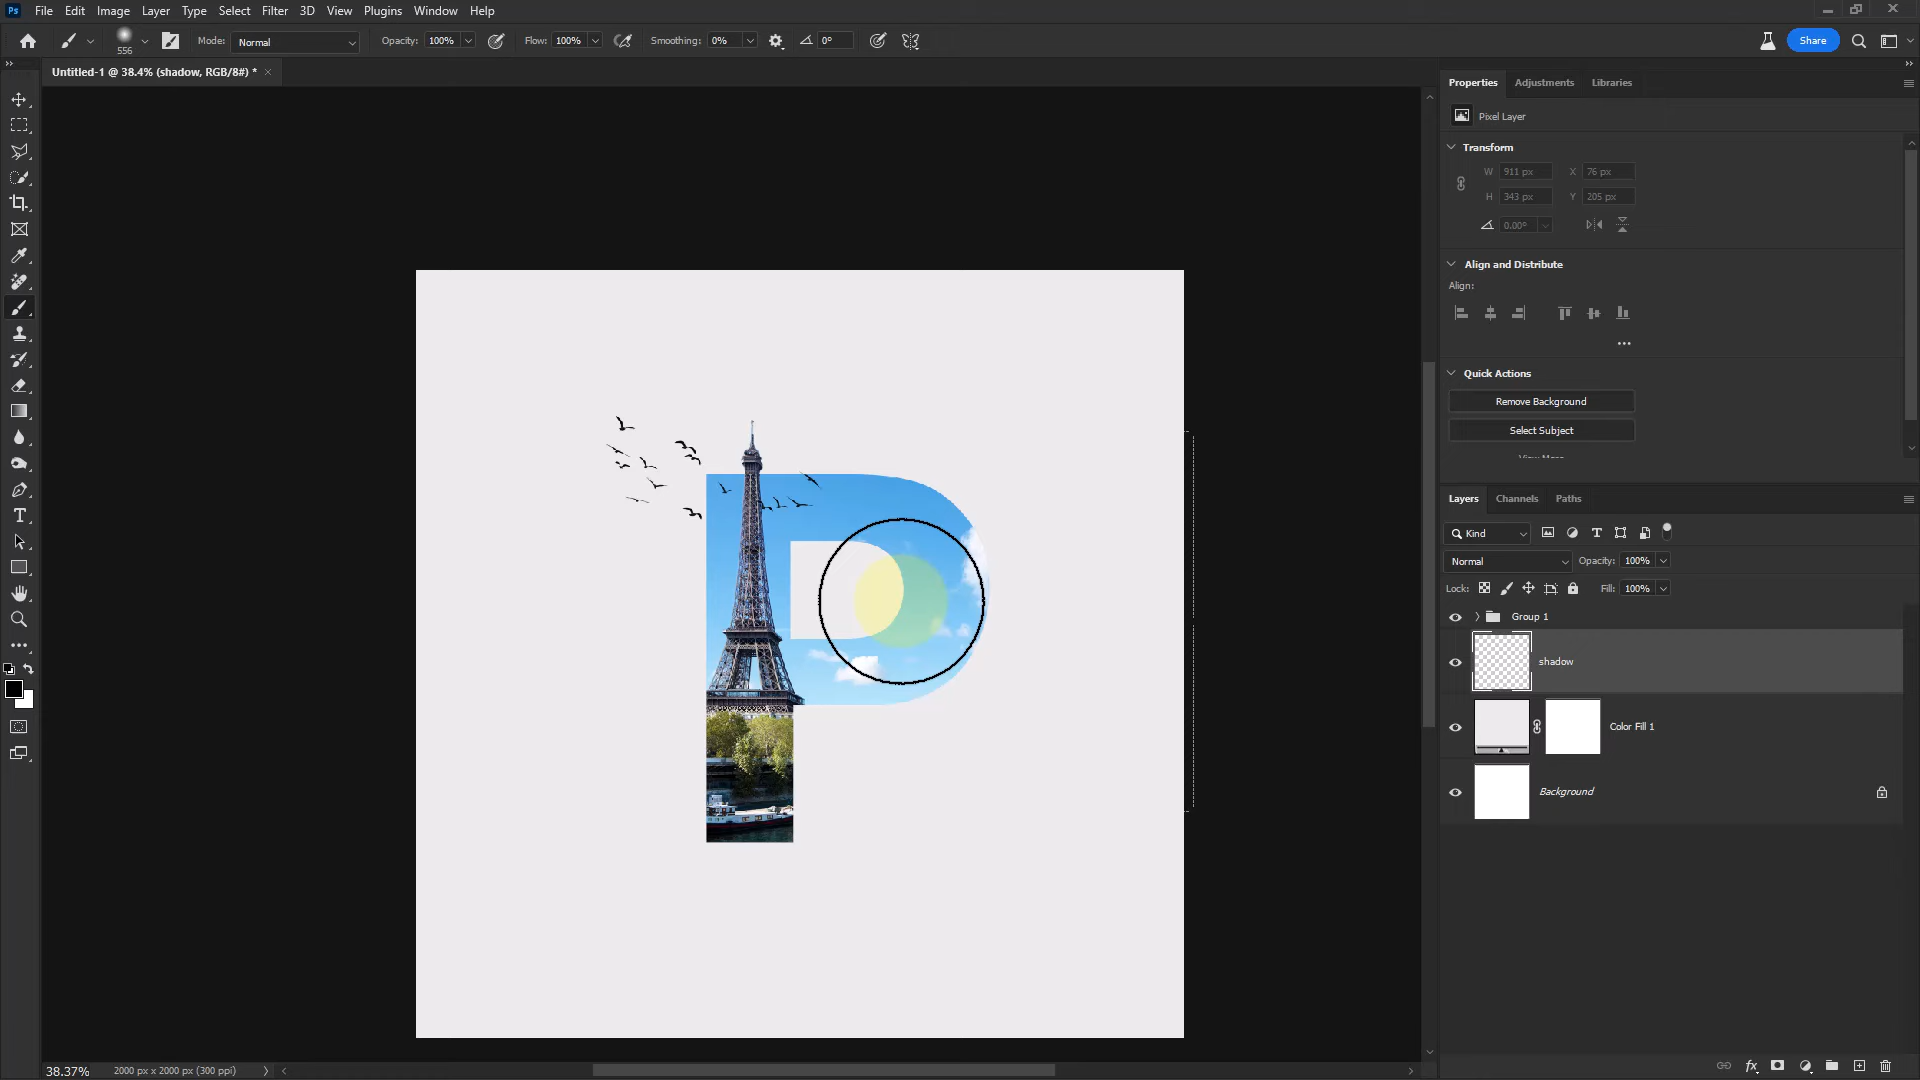 Ps File Edit Image Layer Type Select Filter 3D View Plugins Window Help
556 Mode: Normal Opacity: 100% Flow: 100% Smoothing: 0% 0° Share
Untitled-1 @ 38.4% (shadow, RGB/8#) *
Properties Adjustments Libraries
Pixel Layer
Transform
W 911 px X 76 px
H 343 px Y 205 px
0.00°
Align and Distribute
Align:
Quick Actions
Remove Background
Select Subject
View More
Layers Channels Paths
Kind
Normal Opacity: 100%
Lock: Fill: 100%
Group 1
shadow
Color Fill 1
Background
38.37% 2000 px x 2000 px (300 ppi)